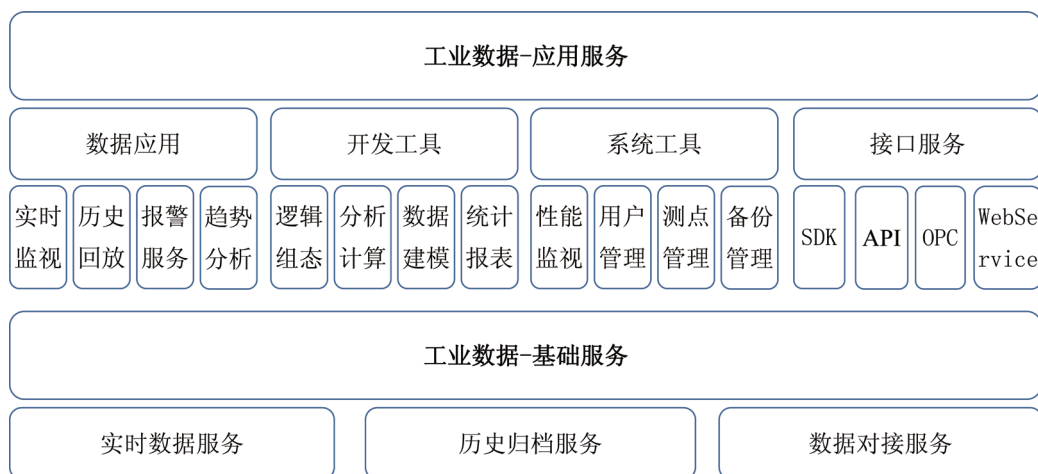 工业数据-应用服务
数据应用
开发工具
系统工具
接口服务
实时
监视
历史
回放
报警
服务
趋势
分析
逻辑
组态
分析
计算
数据
建模
统计
报表
性能
监视
用户
管理
测点
管理
备份
管理
SDK
API
OPC
WebSe
rvice
工业数据-基础服务
实时数据服务
历史归档服务
数据对接服务